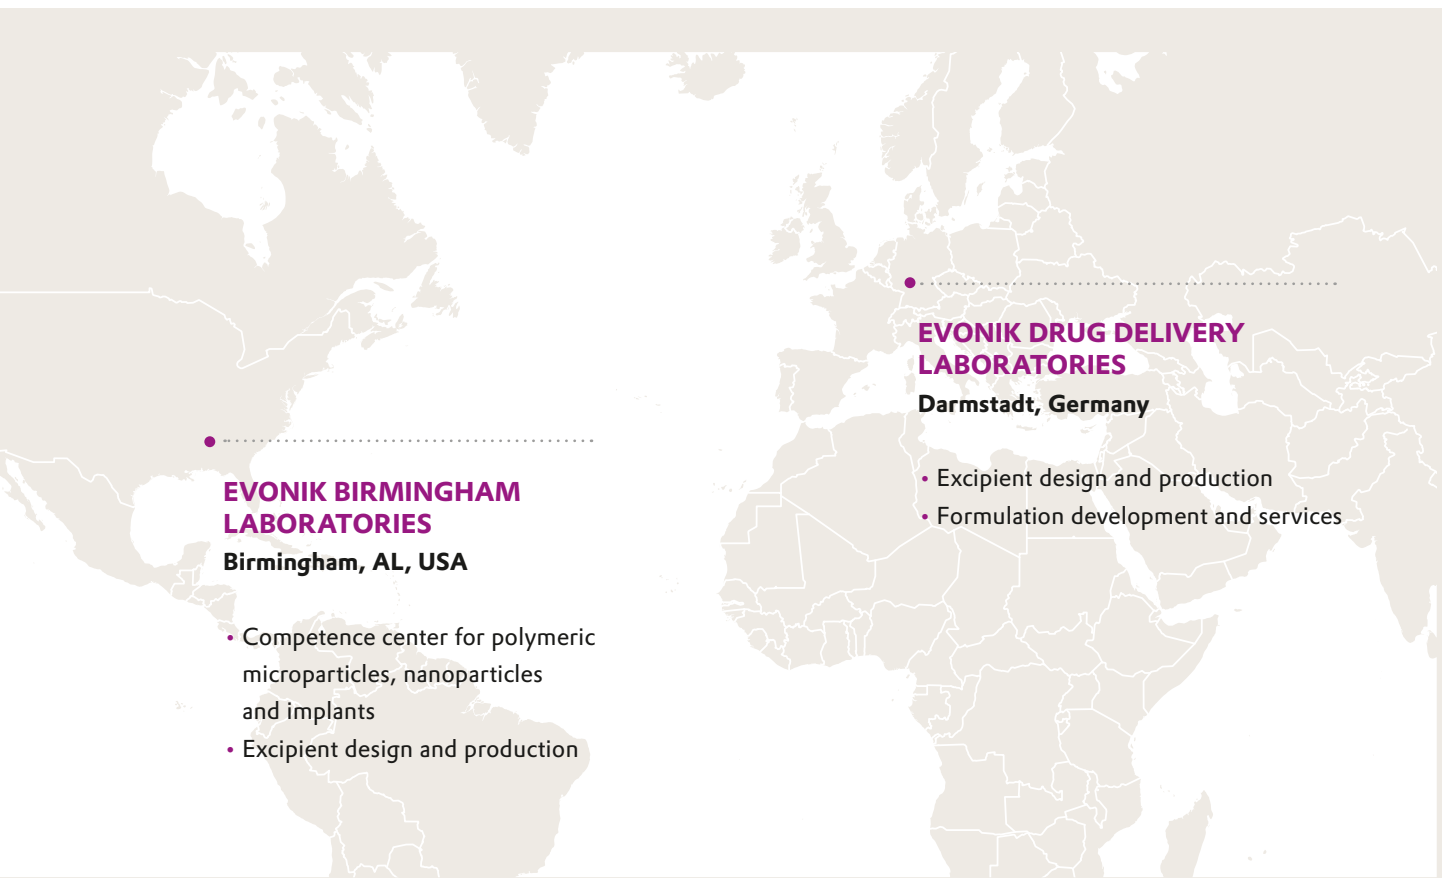 EVONIK DRUG DELIVERY
LABORATORIES
Darmstadt, Germany
• Excipient design and production
• Formulation development and services
EVONIK BIRMINGHAM
LABORATORIES
Birmingham, AL, USA
• Competence center for polymeric
microparticles, nanoparticles
and implants
• Excipient design and production